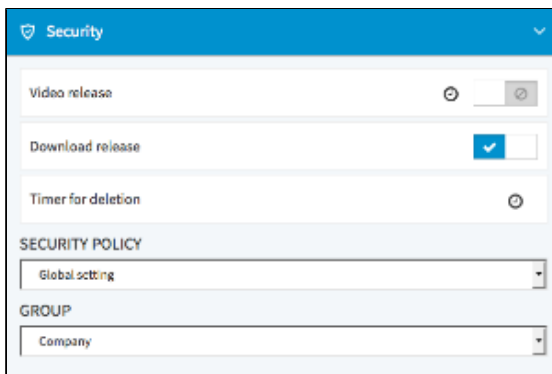 Security
Video release
Download release
Timer for deletion
SECURITY POLICY
Global setting
GROUP
Company